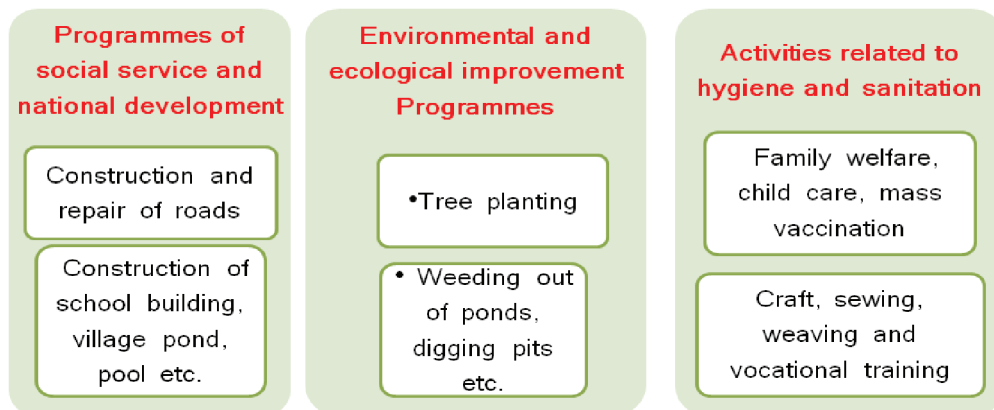 Programmes of
social service and
national development
Construction and
repair of roads
Construction of
school building,
village pond,
pool etc.
Environmental and
ecological improvement
Programmes
•Tree planting
• Weeding out
of ponds,
digging pits
etc.
Activities related to
hygiene and sanitation
Family welfare,
child care, mass
vaccination
Craft, sewing,
weaving and
vocational training